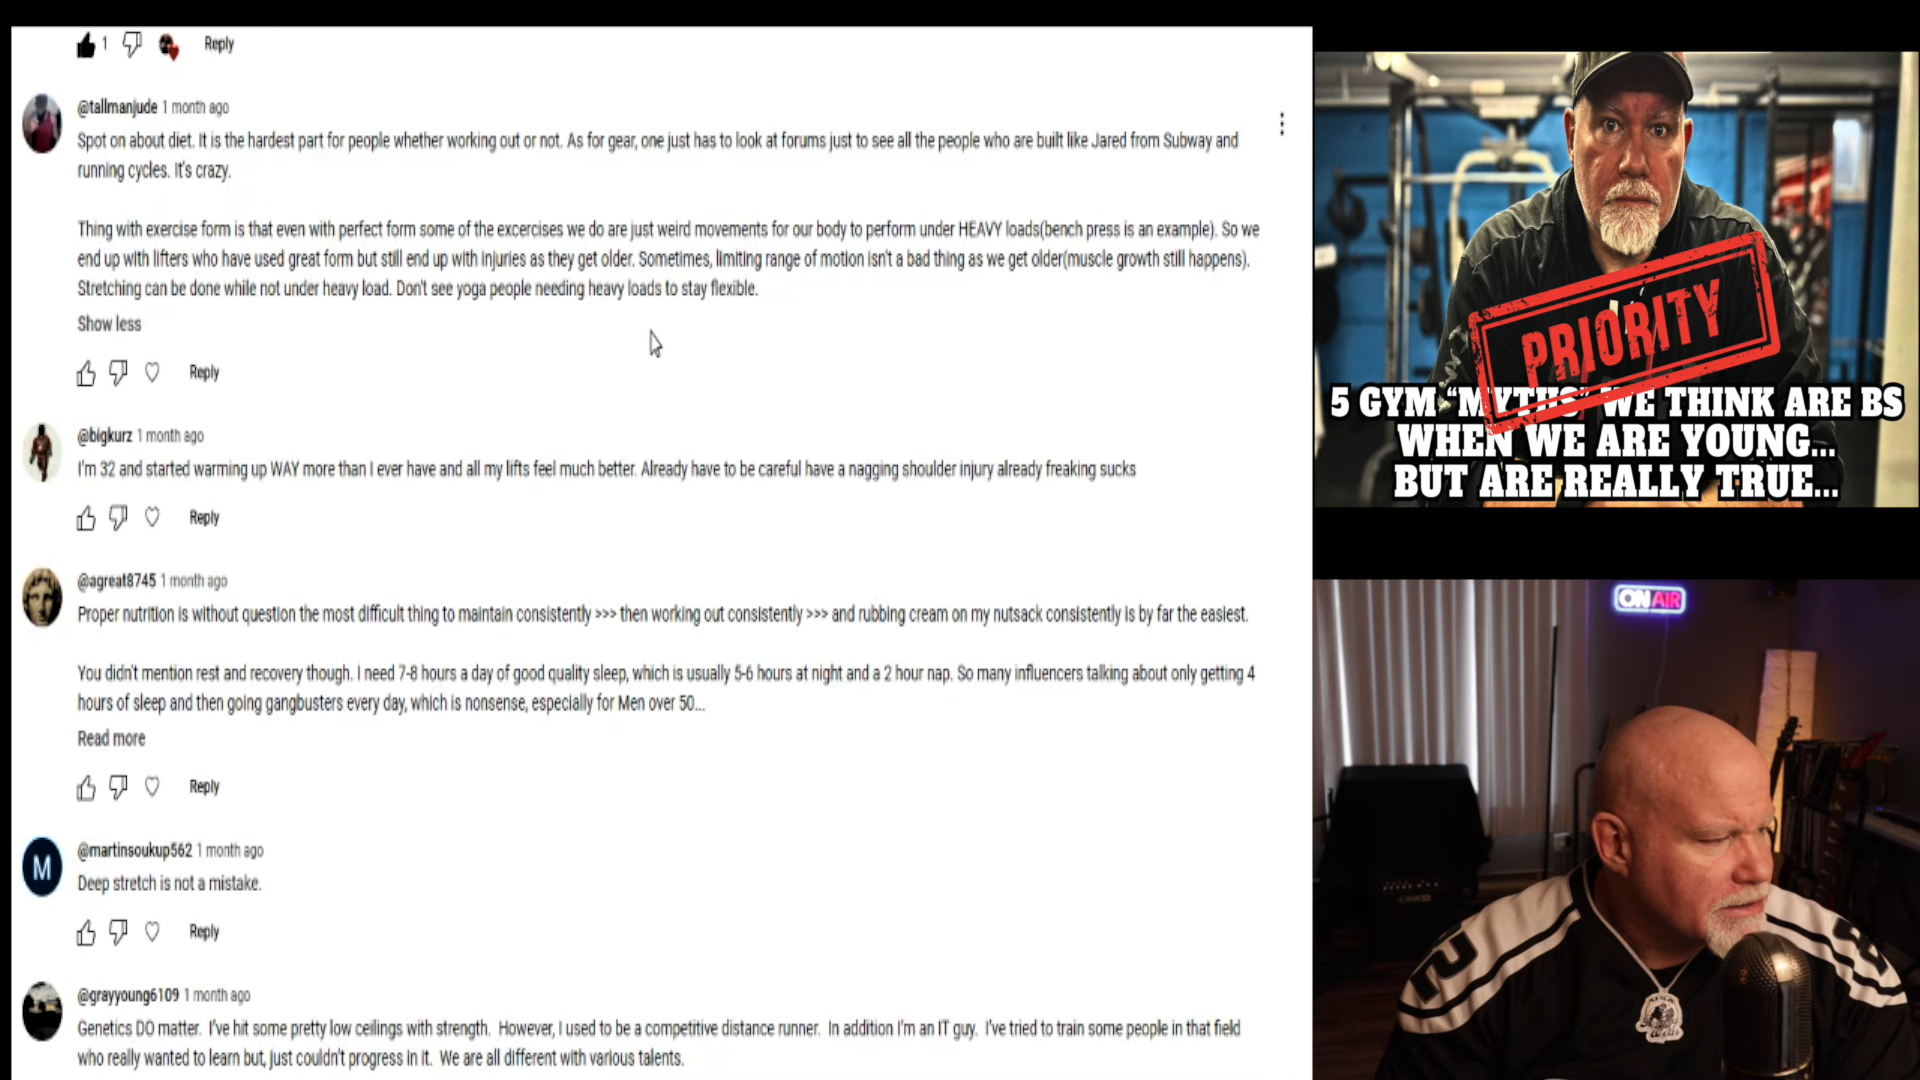 1 Reply
@tallmanjude 1 month ago
Spot on about diet. It is the hardest part for people whether working out or not. As for gear, one just has to look at forums just to see all the people who are built like Jared from Subway and
running cycles. It's crazy.
Thing with exercise form is that even with perfect form some of the excercises we do are just weird movements for our body to perform under HEAVY loads(bench press is an example). So we
end up with lifters who have used great form but still end up with injuries as they get older. Sometimes, limiting range of motion isn't a bad thing as we get older(muscle growth still happens).
Stretching can be done while not under heavy load. Don't see yoga people needing heavy loads to stay flexible.
Show less
Reply
@bigkurz 1 month ago
I'm 32 and started warming up WAY more than I ever have and all my lifts feel much better. Already have to be careful have a nagging shoulder injury already freaking sucks
Reply
@agreat8745 1 month ago
Proper nutrition is without question the most difficult thing to maintain consistently >>> then working out consistently >>> and rubbing cream on my nutsack consistently is by far the easiest.
You didn't mention rest and recovery though. I need 7-8 hours a day of good quality sleep, which is usually 5-6 hours at night and a 2 hour nap. So many influencers talking about only getting 4
hours of sleep and then going gangbusters every day, which is nonsense, especially for Men over 50...
Read more
Reply
M
@martinsoukup562 1 month ago
Deep stretch is not a mistake.
Reply
@grayyoung6109 1 month ago
Genetics DO matter. I've hit some pretty low ceilings with strength. However, I used to be a competitive distance runner. In addition I'm an IT guy. I've tried to train some people in that field
who really wanted to learn but, just couldn't progress in it. We are all different with various talents.
PRIORITY
5 GYM "MYTHS" WE THINK ARE BS
WHEN WE ARE YOUNG...
BUT ARE REALLY TRUE...
ON AIR
2